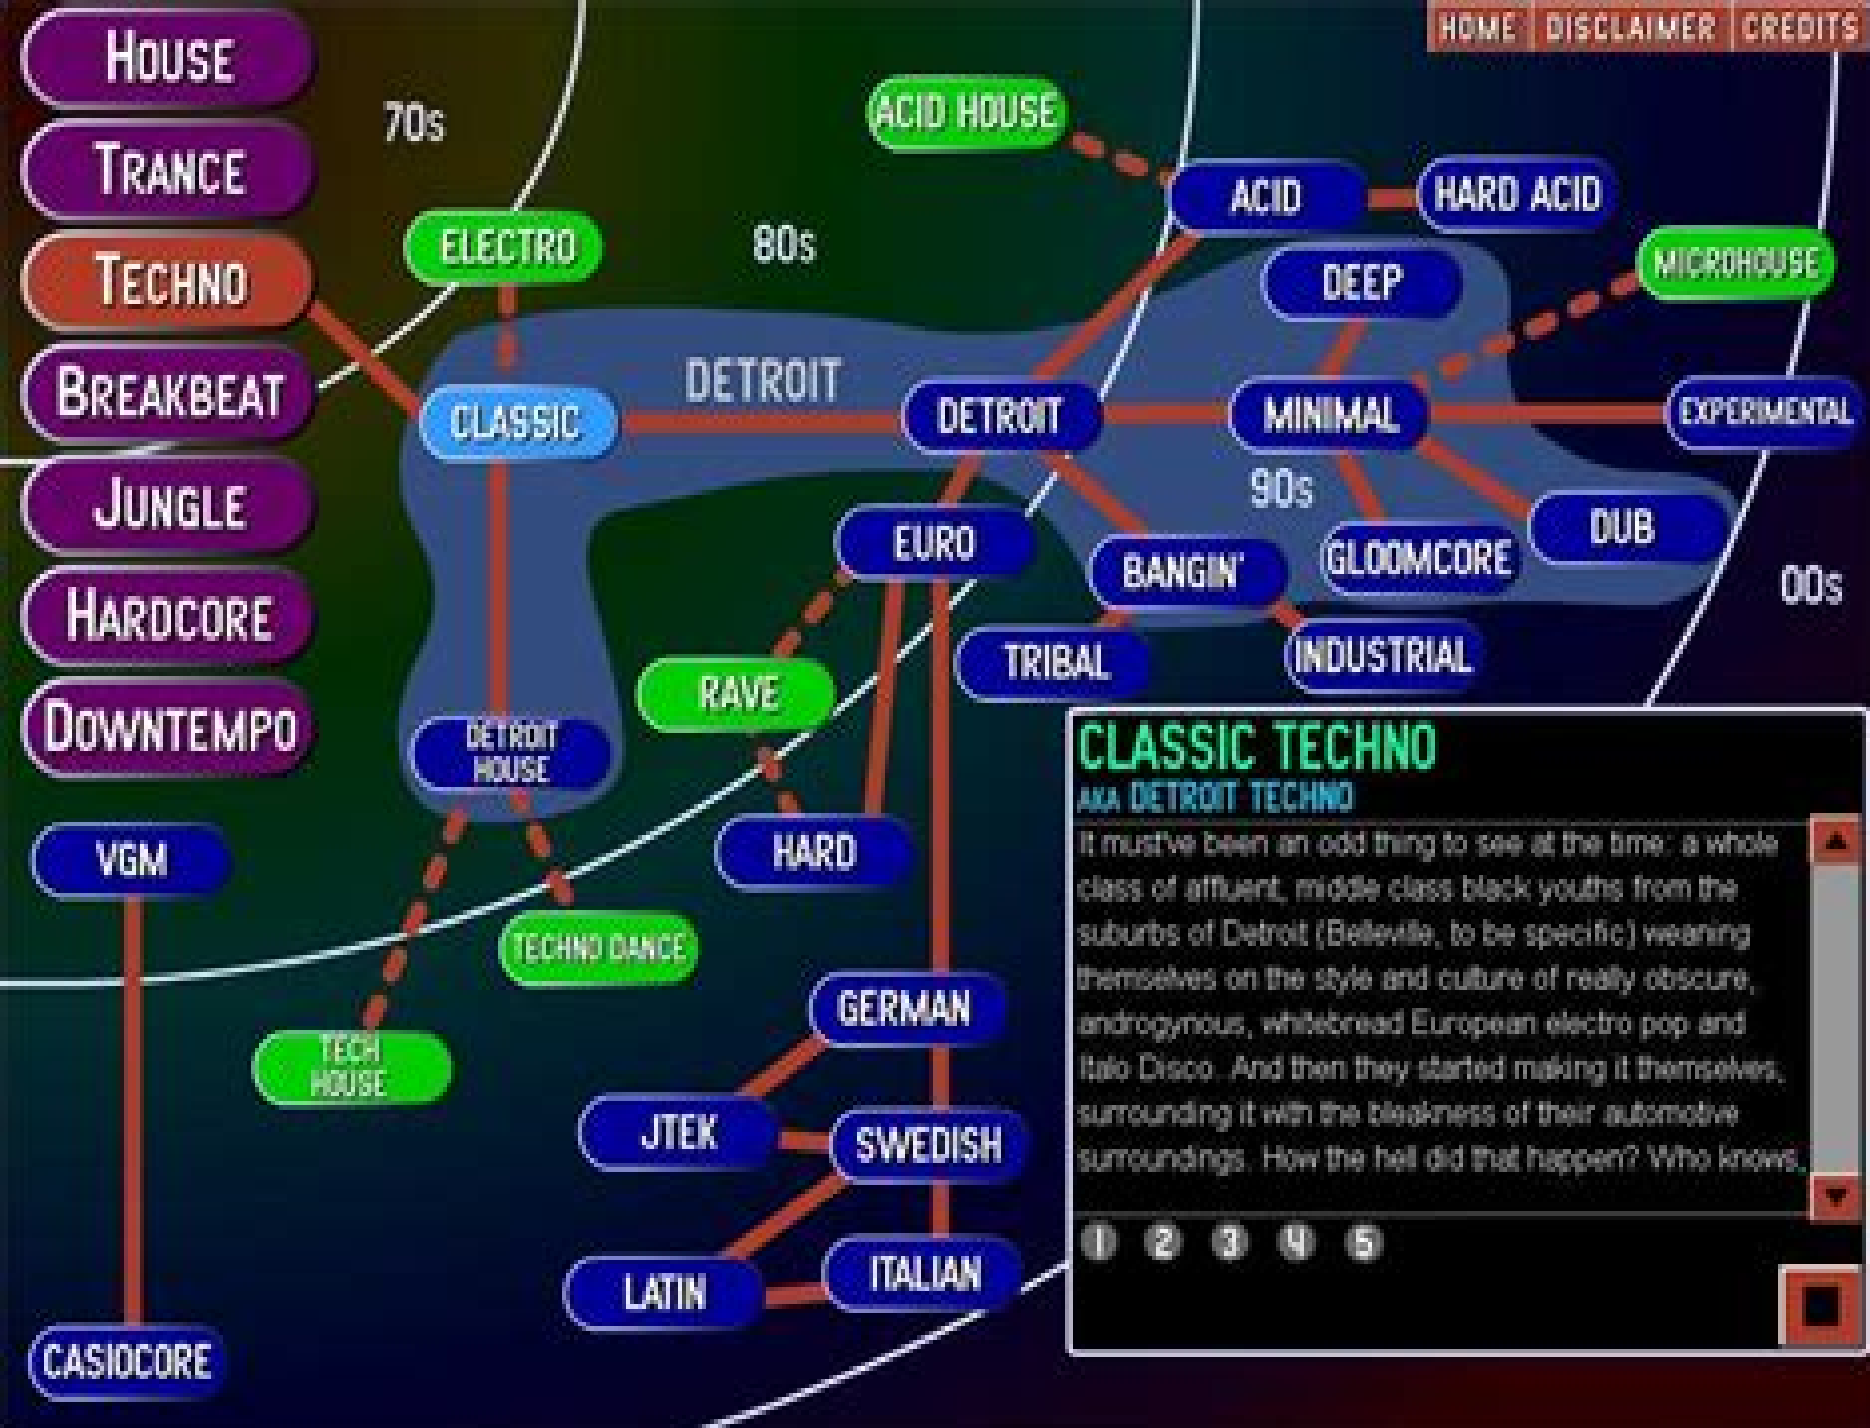 HOME DISCLAIMER CREDITS
HOUSE
TRANCE
TECHNO
BREAKBEAT
JUNGLE
HARDCORE
DOWNTEMPO
VGM
CASIOCORE
70s
80s
90s
00s
ELECTRO
ACID HOUSE
ACID
HARD ACID
DEEP
MICROHOUSE
DETROIT
CLASSIC
DETROIT
MINIMAL
EXPERIMENTAL
EURO
BANGIN'
GLOOMCORE
DUB
TRIBAL
INDUSTRIAL
RAVE
DETROIT
HOUSE
HARD
TECHNO DANCE
TECH
HOUSE
GERMAN
JTEK
SWEDISH
LATIN
ITALIAN
CLASSIC TECHNO
AKA DETROIT TECHNO
It must've been an odd thing to see at the time: a whole
class of affluent, middle class black youths from the
suburbs of Detroit (Belleville, to be specific) weaning
themselves on the style and culture of really obscure,
androgynous, whitebread European electro pop and
Italo Disco. And then they started making it themselves,
surrounding it with the bleakness of their automotive
surroundings. How the hell did that happen? Who knows,
1 2 3 4 5